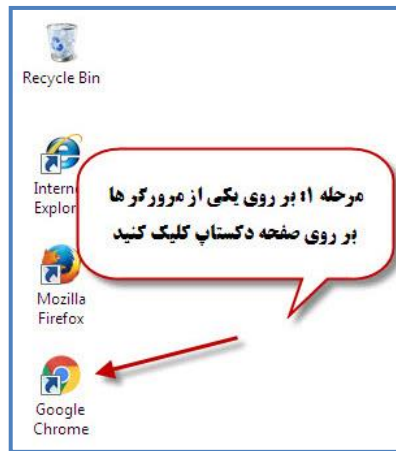 Recycle Bin
Explor
مرحله ۱: بر روی یکی از مرورگر ها
بر روی صفحه دکستاپ کلیک کنید
Mozilla
Firefox
Google
Chrome